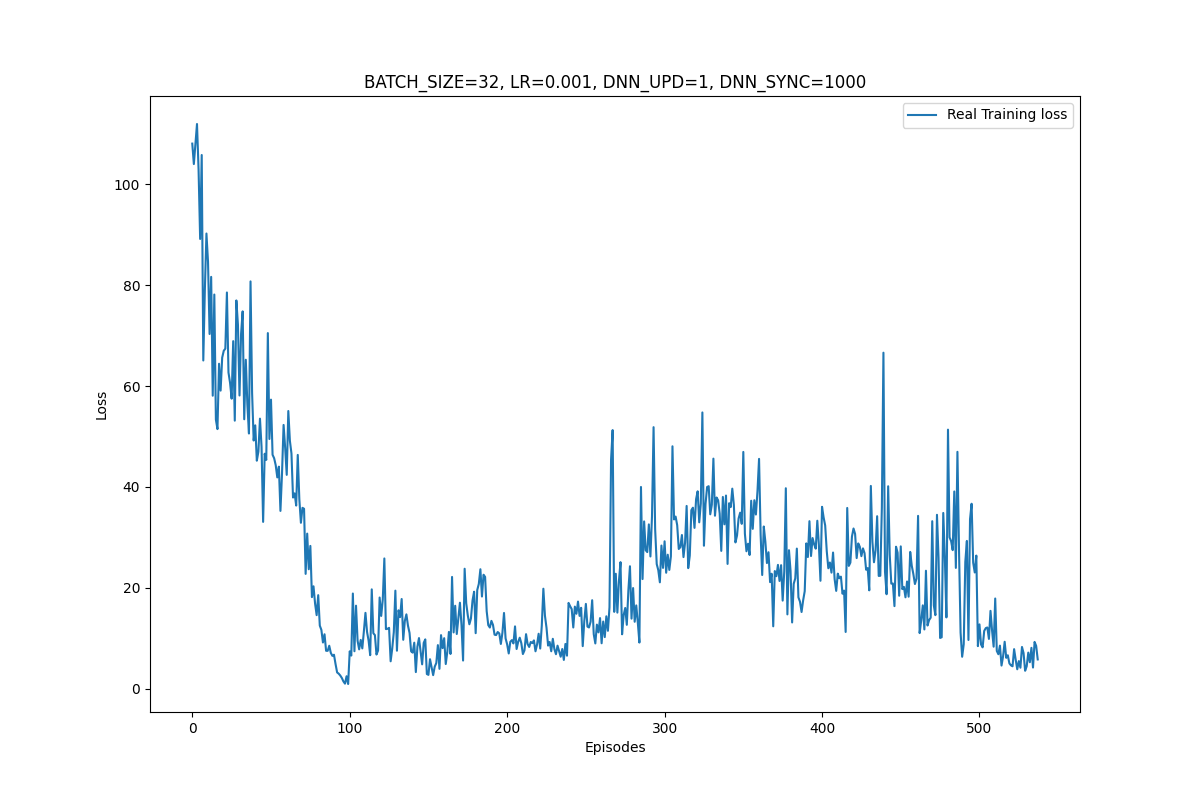 BATCH_SIZE=32, LR=0.001, DNN_UPD=1, DNN_SYNC=1000
Real Training loss
100
80
60
40
20
0
Loss
0 100 200 300 400 500
Episodes